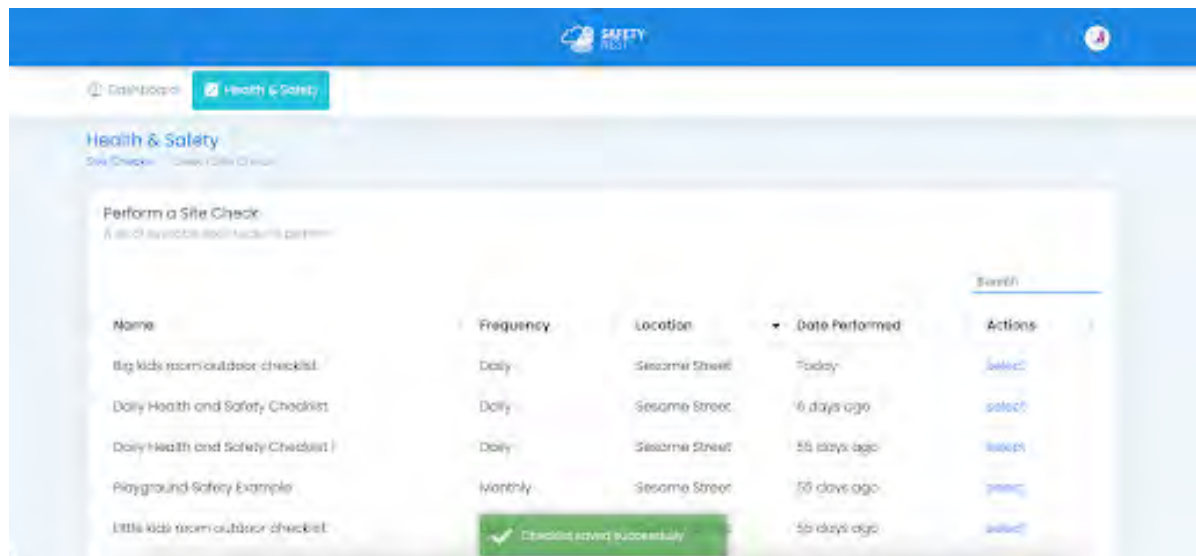 SAFETY
NEST
Dashboard Health & Safety
Health & Safety
Site Checks
Perform a Site Check
Search
Name Frequency Location Date Performed Actions
Big kids room outdoor checklist Daily Sesame Street Today select
Daily Health and Safety Checklist Daily Sesame Street 6 days ago select
Daily Health and Safety Checklist Daily Sesame Street 55 days ago select
Playground Safety Example Monthly Sesame Street 55 days ago select
Little kids room outdoor checklist 55 days ago select
Checklist saved successfully